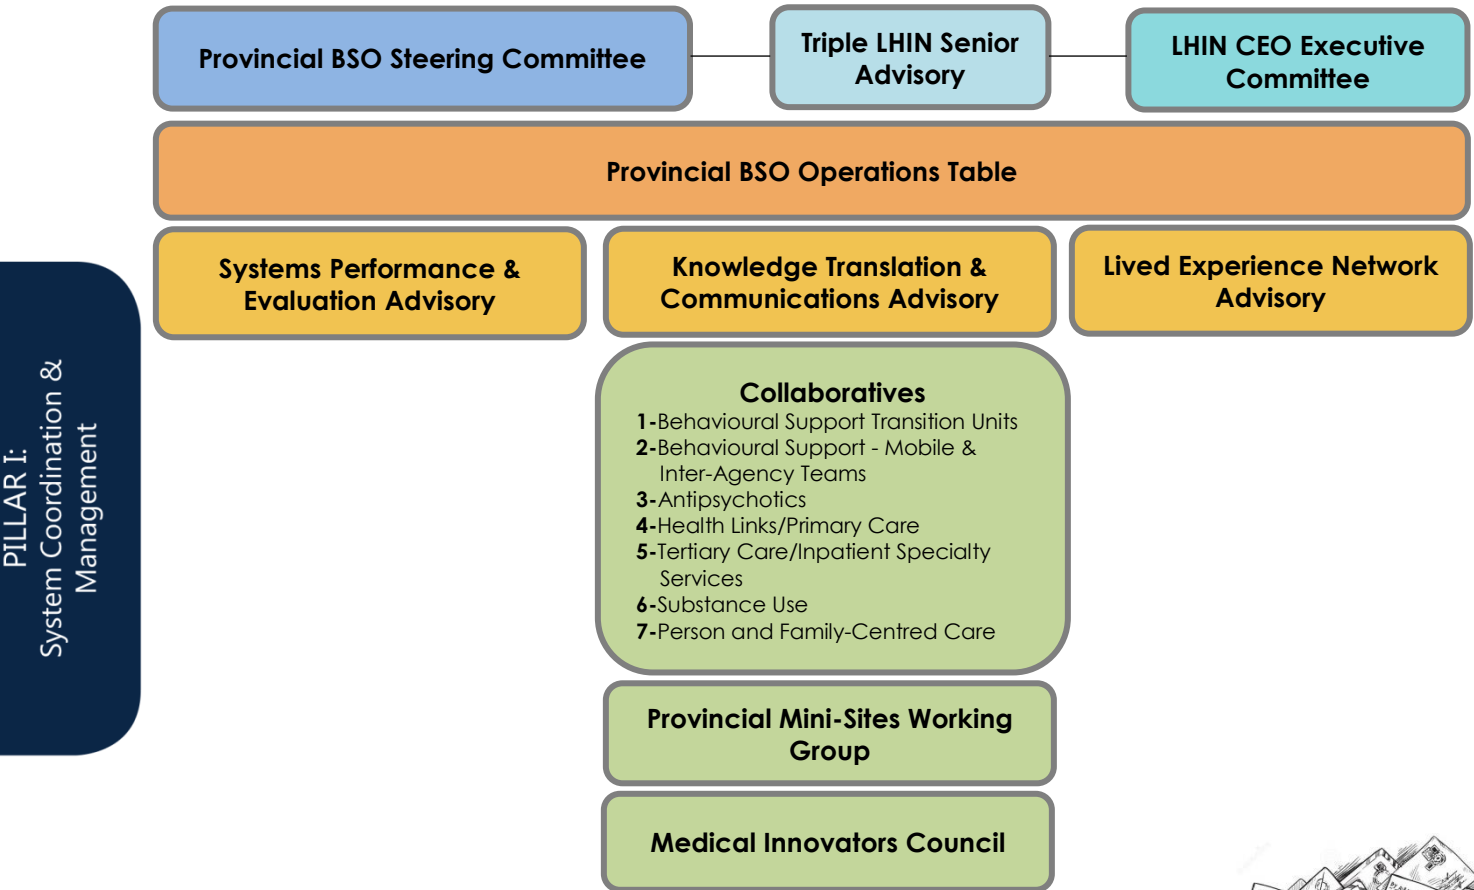 Provincial BSO Steering Committee
Triple LHIN Senior
Advisory
LHIN CEO Executive
Committee
Provincial BSO Operations Table
Systems Performance &
Evaluation Advisory
Knowledge Translation &
Communications Advisory
Lived Experience Network
Advisory
PILLAR I:
System Coordination &
Management
Collaboratives
1-Behavioural Support Transition Units
2-Behavioural Support - Mobile &
Inter-Agency Teams
3-Antipsychotics
4-Health Links/Primary Care
5-Tertiary Care/Inpatient Specialty
Services
6-Substance Use
7-Person and Family-Centred Care
Provincial Mini-Sites Working
Group
Medical Innovators Council